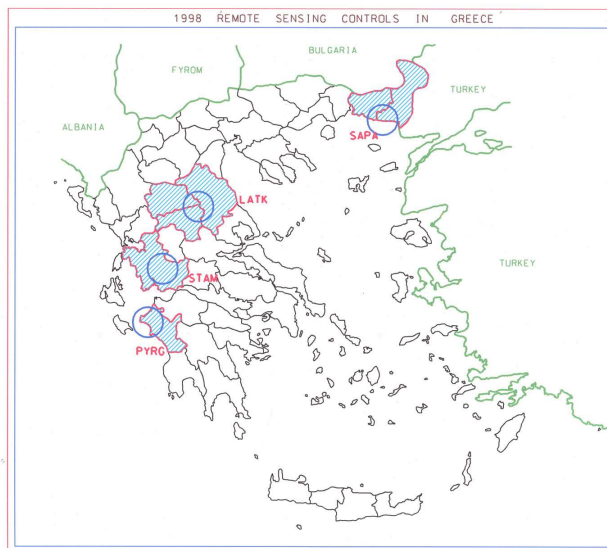 1998 REMOTE SENSING CONTROLS IN GREECE
BULGARIA
FYROM
TURKEY
ALBANIA
SAPA
LATK
TURKEY
STAM
PYRG